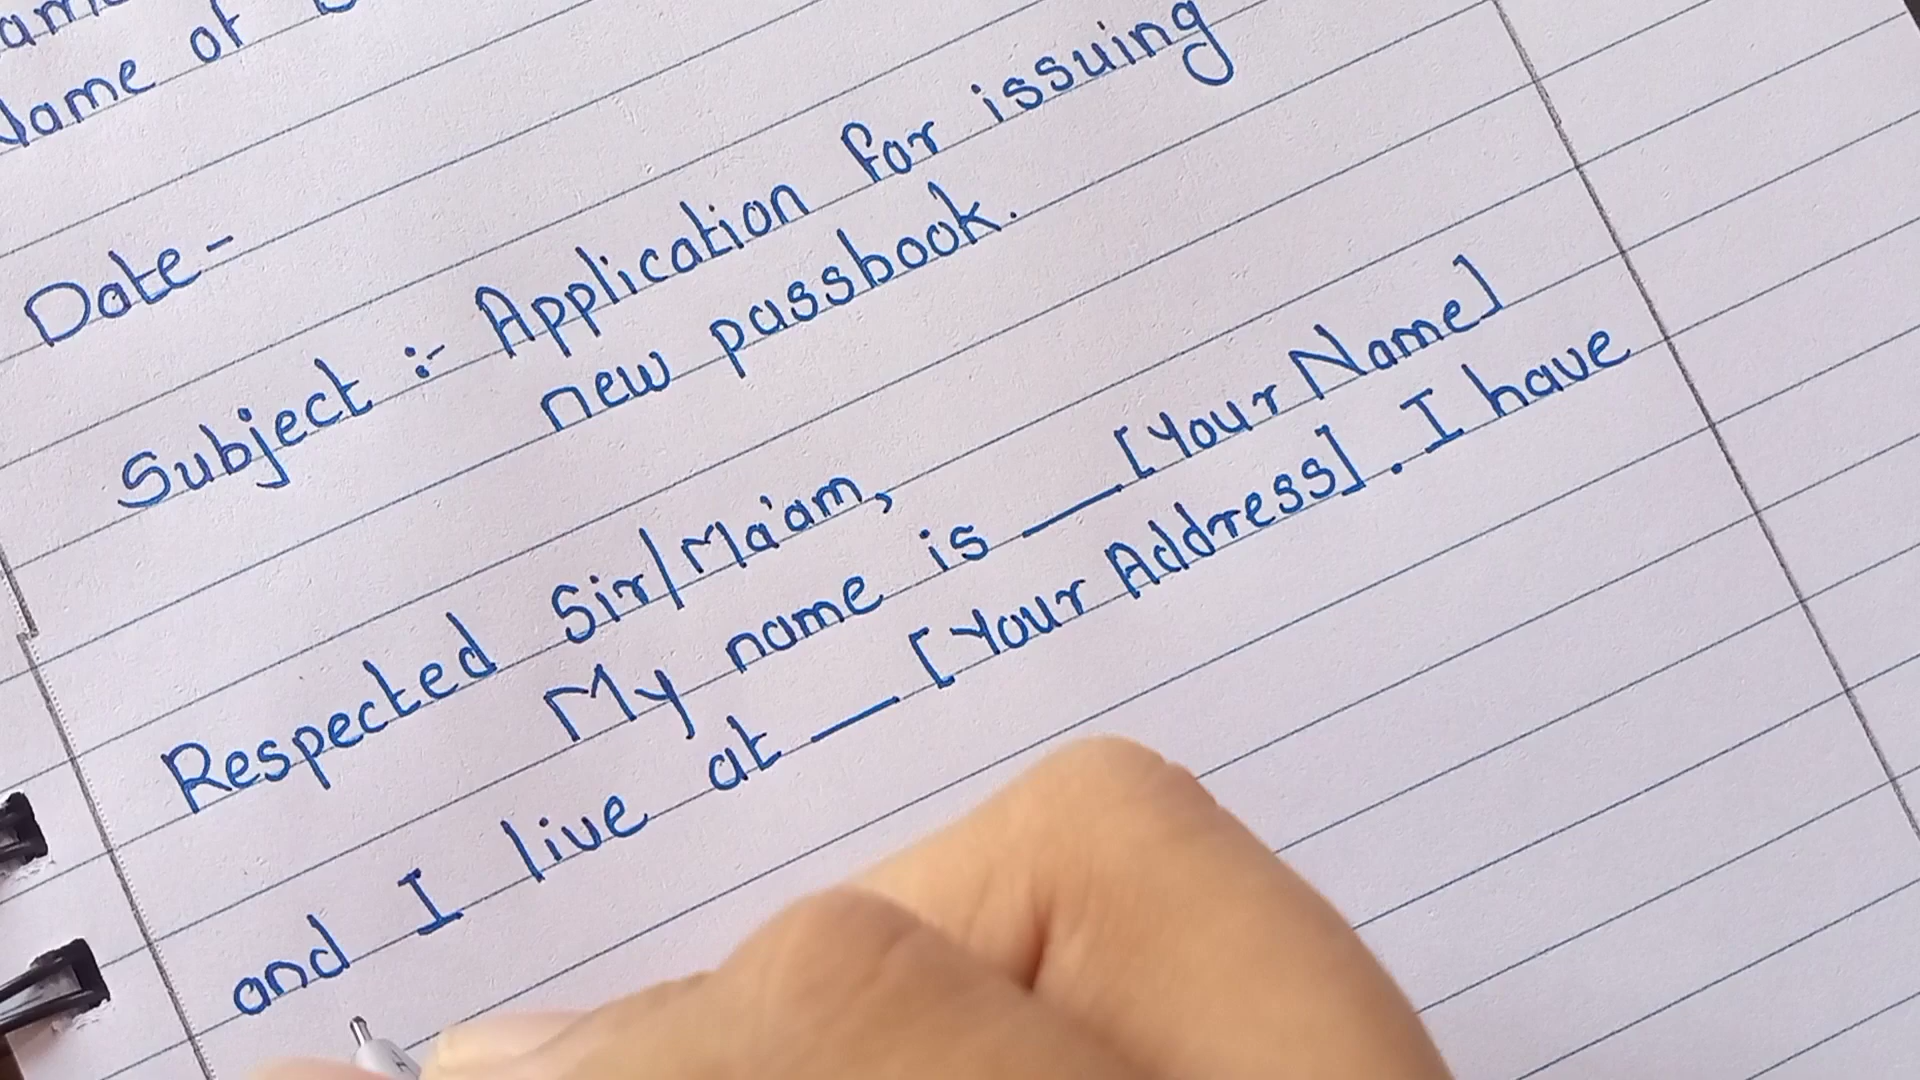 Name of
Date -
Subject :- Application for issuing
new passbook.
Respected Sir/Ma'am,
My name is ___ [Your Name]
and I live at ___ [Your Address]. I have